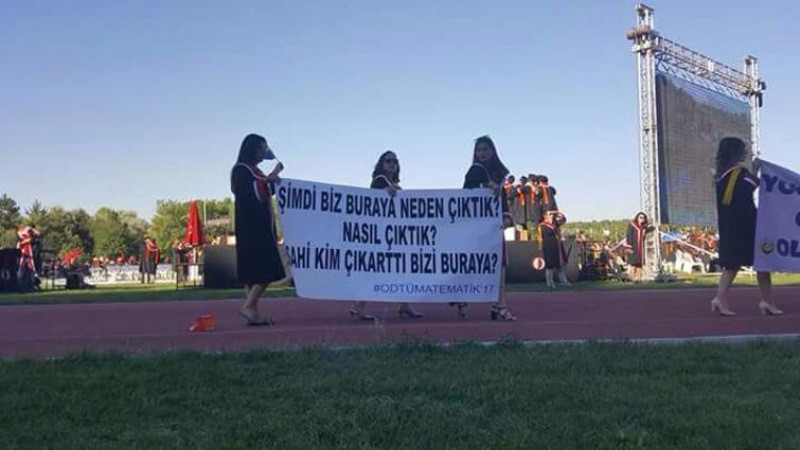 ŞİMDİ BİZ BURAYA NEDEN ÇIKTIK?
NASIL ÇIKTIK?
SAHİ KİM ÇIKARTTI BİZİ BURAYA?
#ODTÜMATEMATİK'17